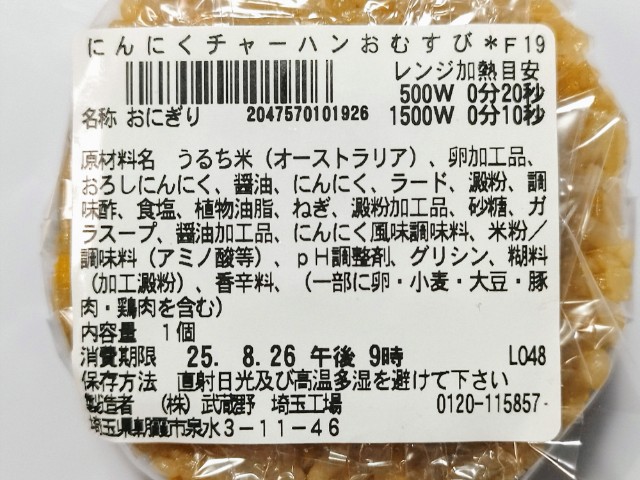 にんにくチャーハンおむすび*F19
レンジ加熱目安
500W 0分20秒
名称 おにぎり 2047570101926 1500W 0分10秒
原材料名 うるち米(オーストラリア)、卵加工品、
おろしにんにく、醤油、にんにく、ラード、澱粉、調
味酢、食塩、植物油脂、ねぎ、澱粉加工品、砂糖、ガ
ラスープ、醤油加工品、にんにく風味調味料、米粉/
調味料(アミノ酸等)、pH調整剤、グリシン、糊料
(加工澱粉)、香辛料、(一部に卵・小麦・大豆・豚
肉・鶏肉を含む)
内容量 1個
消費期限 25. 8.26 午後 9時 L048
保存方法 直射日光及び高温多湿を避けて下さい
製造者 (株)武蔵野 埼玉工場 0120-115857-
埼玉県朝霞市泉水3-11-46